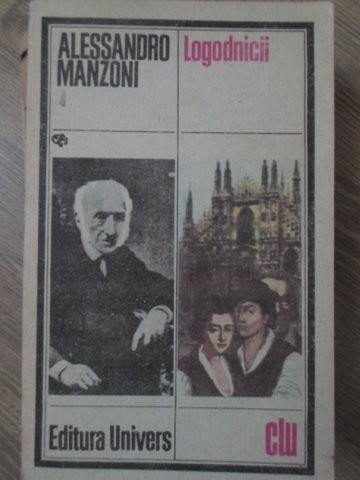 ALESSANDRO
MANZONI
Logodnicii
Editura Univers
clu